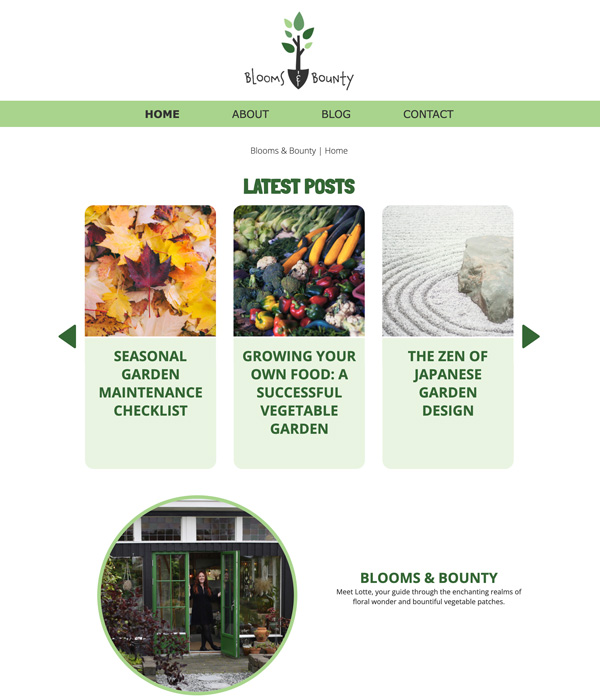 Blooms & Bounty
HOME ABOUT BLOG CONTACT
Blooms & Bounty | Home
LATEST POSTS
SEASONAL
GARDEN
MAINTENANCE
CHECKLIST
GROWING YOUR
OWN FOOD: A
SUCCESSFUL
VEGETABLE
GARDEN
THE ZEN OF
JAPANESE
GARDEN
DESIGN
BLOOMS & BOUNTY
Meet Lotte, your guide through the enchanting realms of
floral wonder and bountiful vegetable patches.